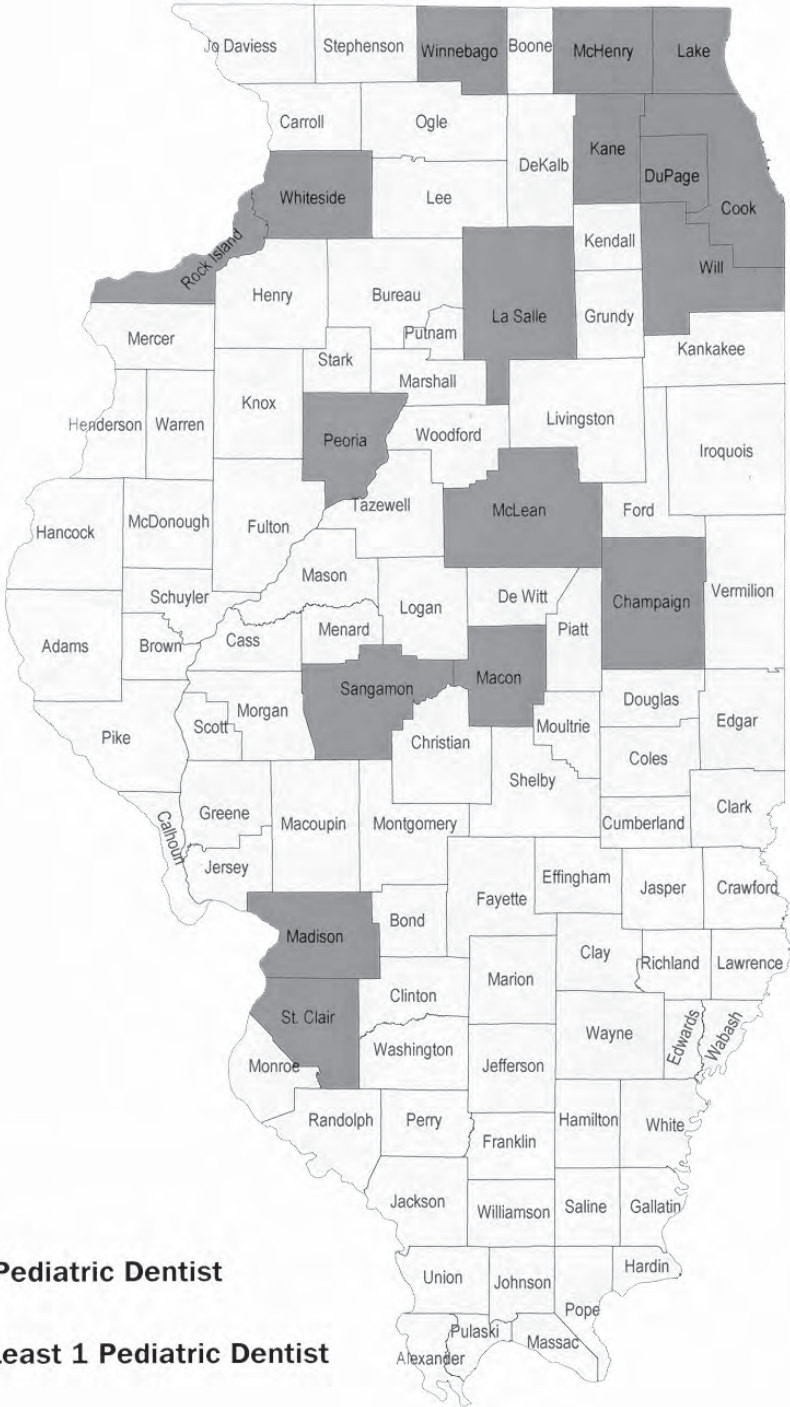 Jo Daviess
Stephenson
Winnebago
Boone
McHenry
Lake
Carroll
Ogle
DeKalb
Kane
DuPage
Cook
Whiteside
Lee
Rock Island
Kendall
Will
Henry
Bureau
La Salle
Grundy
Putnam
Mercer
Kankakee
Stark
Marshall
Knox
Henderson
Warren
Peoria
Woodford
Livingston
Iroquois
Tazewell
McLean
Ford
Hancock
McDonough
Fulton
Mason
Schuyler
Logan
De Witt
Champaign
Vermilion
Piatt
Adams
Brown
Cass
Menard
Sangamon
Macon
Douglas
Edgar
Scott
Morgan
Moultrie
Pike
Christian
Coles
Shelby
Greene
Calhoun
Macoupin
Montgomery
Cumberland
Clark
Jersey
Effingham
Jasper
Crawford
Fayette
Bond
Madison
Clay
Richland
Lawrence
Marion
Clinton
St. Clair
Wayne
Edwards
Wabash
Washington
Monroe
Jefferson
Randolph
Perry
Hamilton
White
Franklin
Jackson
Williamson
Saline
Gallatin
Pediatric Dentist
Union
Johnson
Hardin
Pope
Pulaski
Massac
east 1 Pediatric Dentist
Alexander